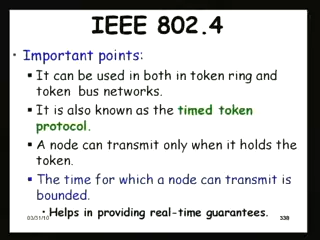 IEEE 802.4
• Important points:
▪ It can be used in both in token ring and
token bus networks.
▪ It is also known as the timed token
protocol.
▪ A node can transmit only when it holds the
token.
▪ The time for which a node can transmit is
bounded.
• Helps in providing real-time guarantees.
03/31/10
338